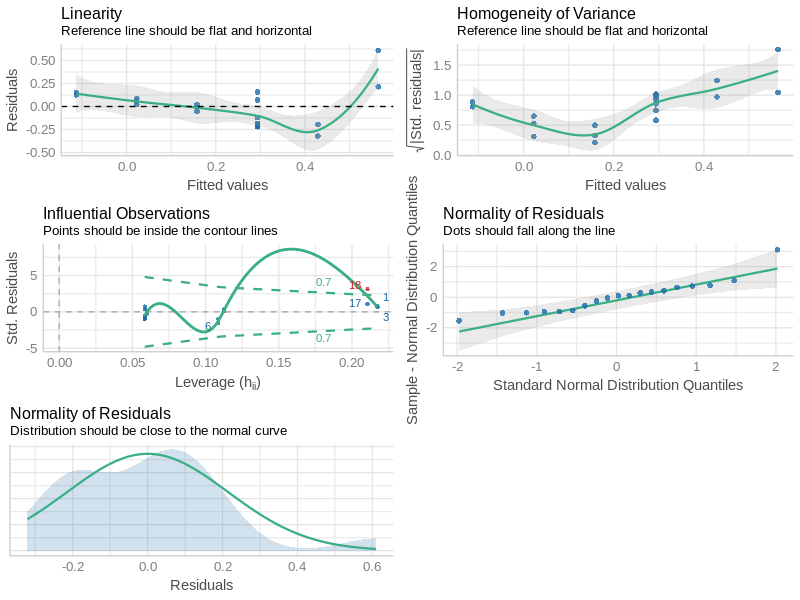 Linearity
Reference line should be flat and horizontal
Residuals
0.50
0.25
0.00
-0.25
-0.50
0.0
0.2
0.4
Fitted values
Homogeneity of Variance
Reference line should be flat and horizontal
√|Std. residuals|
1.5
1.0
0.5
0.0
0.0
0.2
0.4
Fitted values
Influential Observations
Points should be inside the contour lines
Std. Residuals
5
0
-5
0.7
18
1
17
6
3
0.7
0.00
0.05
0.10
0.15
0.20
Leverage (hii)
Normality of Residuals
Dots should fall along the line
Sample - Normal Distribution Quantiles
2
0
-2
-2
-1
0
1
2
Standard Normal Distribution Quantiles
Normality of Residuals
Distribution should be close to the normal curve
-0.2
0.0
0.2
0.4
0.6
Residuals